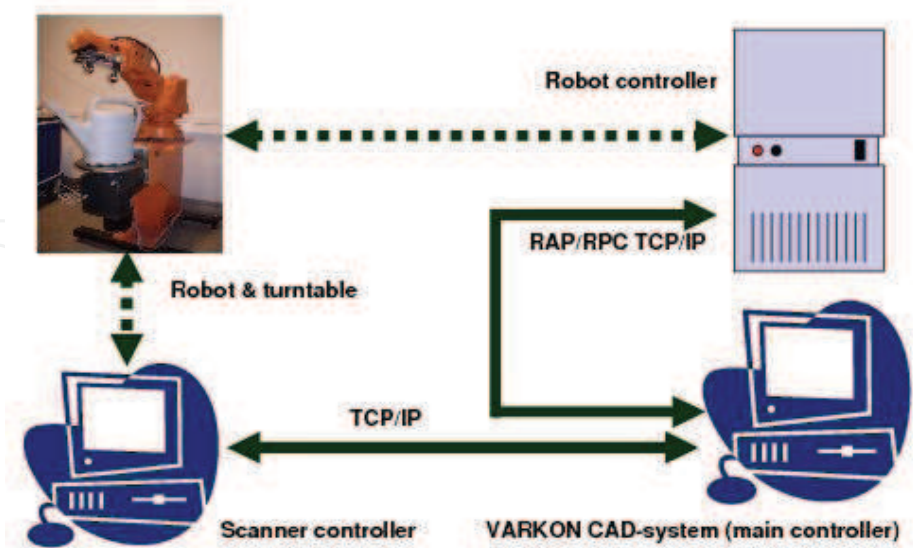 Robot controller
RAP/RPC TCP/IP
Robot & turntable
TCP/IP
Scanner controller
VARKON CAD-system (main controller)